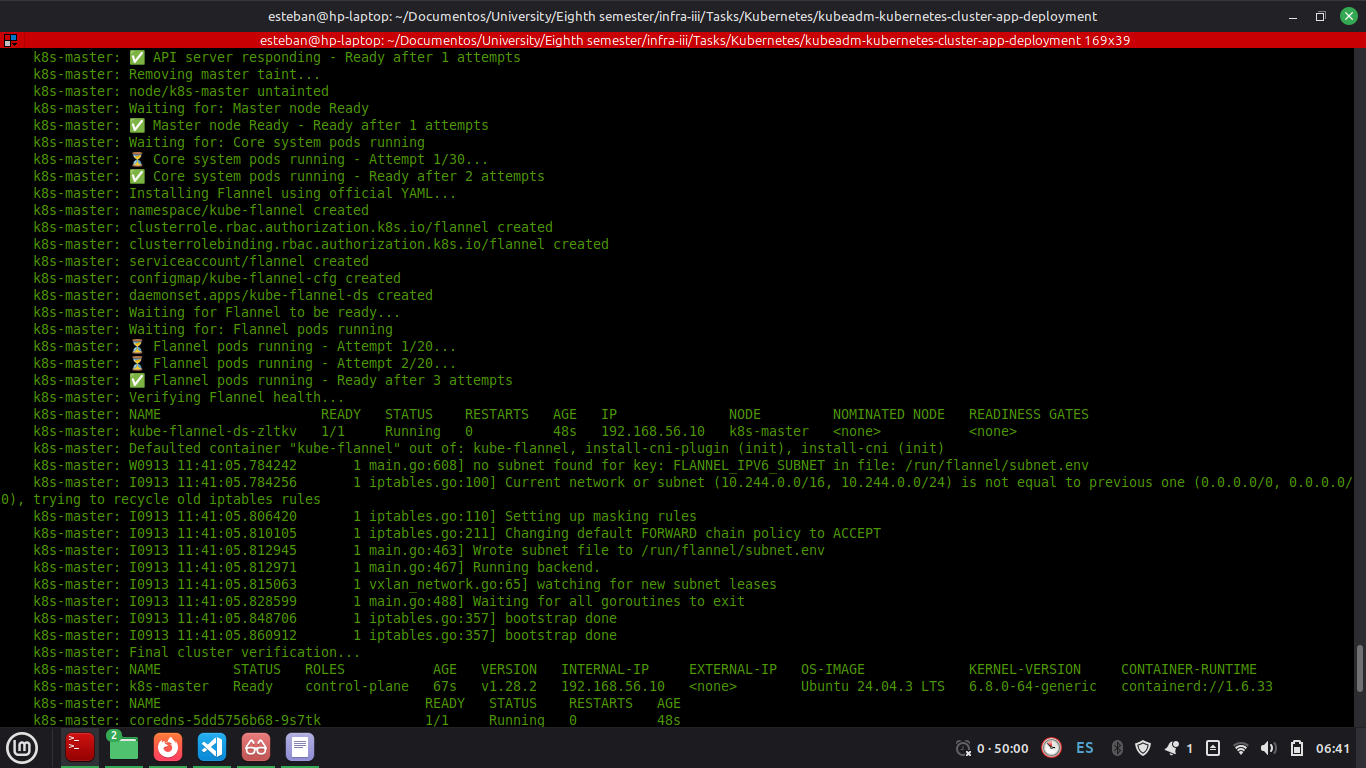 esteban@hp-laptop: ~/Documentos/University/Eighth semester/infra-iii/Tasks/Kubernetes/kubeadm-kubernetes-cluster-app-deployment
esteban@hp-laptop: ~/Documentos/University/Eighth semester/infra-iii/Tasks/Kubernetes/kubeadm-kubernetes-cluster-app-deployment 169x39
k8s-master: ✅ API server responding - Ready after 1 attempts
k8s-master: Removing master taint...
k8s-master: node/k8s-master untainted
k8s-master: Waiting for: Master node Ready
k8s-master: ✅ Master node Ready - Ready after 1 attempts
k8s-master: Waiting for: Core system pods running
k8s-master: ⏳ Core system pods running - Attempt 1/30...
k8s-master: ✅ Core system pods running - Ready after 2 attempts
k8s-master: Installing Flannel using official YAML...
k8s-master: namespace/kube-flannel created
k8s-master: clusterrole.rbac.authorization.k8s.io/flannel created
k8s-master: clusterrolebinding.rbac.authorization.k8s.io/flannel created
k8s-master: serviceaccount/flannel created
k8s-master: configmap/kube-flannel-cfg created
k8s-master: daemonset.apps/kube-flannel-ds created
k8s-master: Waiting for Flannel to be ready...
k8s-master: Waiting for: Flannel pods running
k8s-master: ⏳ Flannel pods running - Attempt 1/20...
k8s-master: ⏳ Flannel pods running - Attempt 2/20...
k8s-master: ✅ Flannel pods running - Ready after 3 attempts
k8s-master: Verifying Flannel health...
k8s-master: NAME                    READY   STATUS    RESTARTS   AGE   IP              NODE         NOMINATED NODE   READINESS GATES
k8s-master: kube-flannel-ds-zltkv   1/1     Running   0          48s   192.168.56.10   k8s-master   <none>           <none>
k8s-master: Defaulted container "kube-flannel" out of: kube-flannel, install-cni-plugin (init), install-cni (init)
k8s-master: W0913 11:41:05.784242       1 main.go:608] no subnet found for key: FLANNEL_IPV6_SUBNET in file: /run/flannel/subnet.env
k8s-master: I0913 11:41:05.784256       1 iptables.go:100] Current network or subnet (10.244.0.0/16, 10.244.0.0/24) is not equal to previous one (0.0.0.0/0, 0.0.0.0/
0), trying to recycle old iptables rules
k8s-master: I0913 11:41:05.806420       1 iptables.go:110] Setting up masking rules
k8s-master: I0913 11:41:05.810105       1 iptables.go:211] Changing default FORWARD chain policy to ACCEPT
k8s-master: I0913 11:41:05.812945       1 main.go:463] Wrote subnet file to /run/flannel/subnet.env
k8s-master: I0913 11:41:05.812971       1 main.go:467] Running backend.
k8s-master: I0913 11:41:05.815063       1 vxlan_network.go:65] watching for new subnet leases
k8s-master: I0913 11:41:05.828599       1 main.go:488] Waiting for all goroutines to exit
k8s-master: I0913 11:41:05.848706       1 iptables.go:357] bootstrap done
k8s-master: I0913 11:41:05.860912       1 iptables.go:357] bootstrap done
k8s-master: Final cluster verification...
k8s-master: NAME         STATUS   ROLES           AGE   VERSION   INTERNAL-IP     EXTERNAL-IP   OS-IMAGE             KERNEL-VERSION     CONTAINER-RUNTIME
k8s-master: k8s-master   Ready    control-plane   67s   v1.28.2   192.168.56.10   <none>        Ubuntu 24.04.3 LTS   6.8.0-64-generic   containerd://1.6.33
k8s-master: NAME                                 READY   STATUS    RESTARTS   AGE
k8s-master: coredns-5dd5756b68-9s7tk             1/1     Running   0          48s
2
0 · 50:00
ES
1
06:41